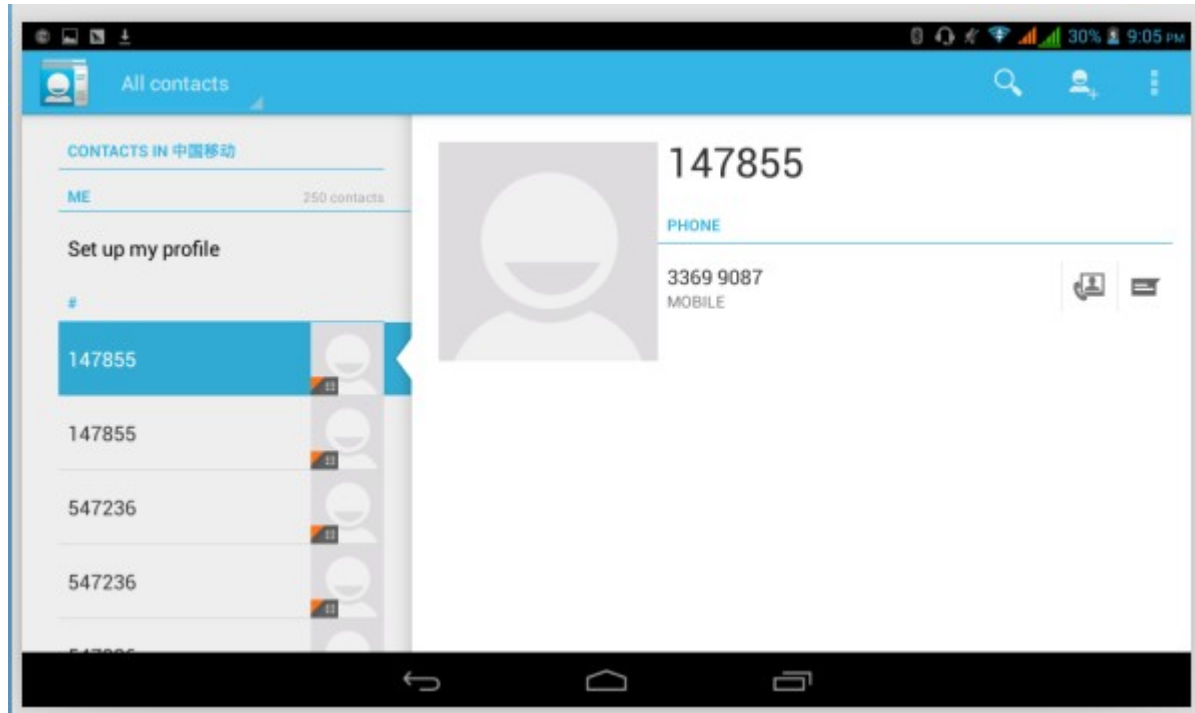 30% 9:05 PM
All contacts
CONTACTS IN 中国移动
ME 250 contacts
Set up my profile
#
147855
147855
547236
547236
147855
PHONE
3369 9087
MOBILE